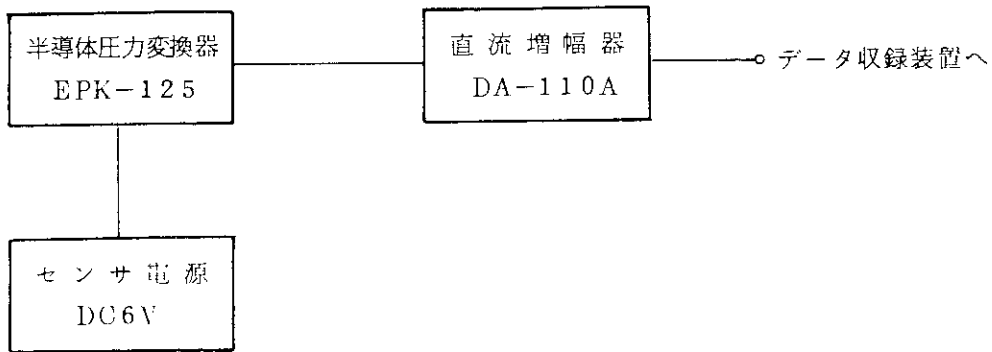 半導体圧力変換器
EPK-125
直流増幅器
DA-110A
データ収録装置へ
センサ電源
DC6V